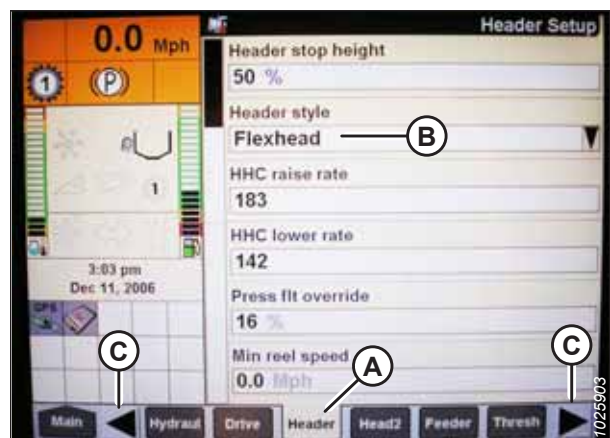 0.0 Mph
Header Setup
Header stop height
50 %
1
P
Header style
Flexhead
B
HHC raise rate
183
1
HHC lower rate
142
3:03 pm
Dec 11, 2006
Press flt override
16 %
GPS
Min reel speed
0.0 Mph
A
C
C
Main
Hydraul
Drive
Header
Head2
Feeder
Thresh
1025903